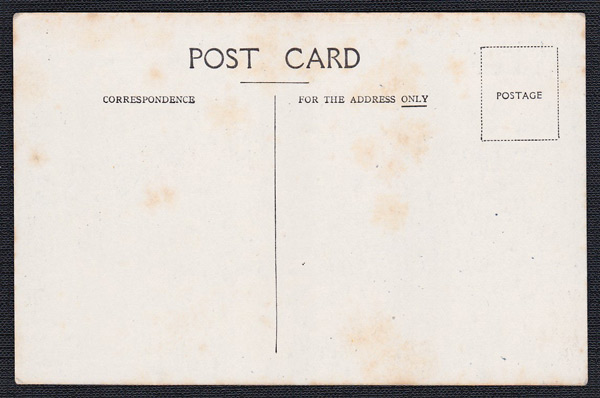 POST CARD
CORRESPONDENCE
FOR THE ADDRESS ONLY
POSTAGE